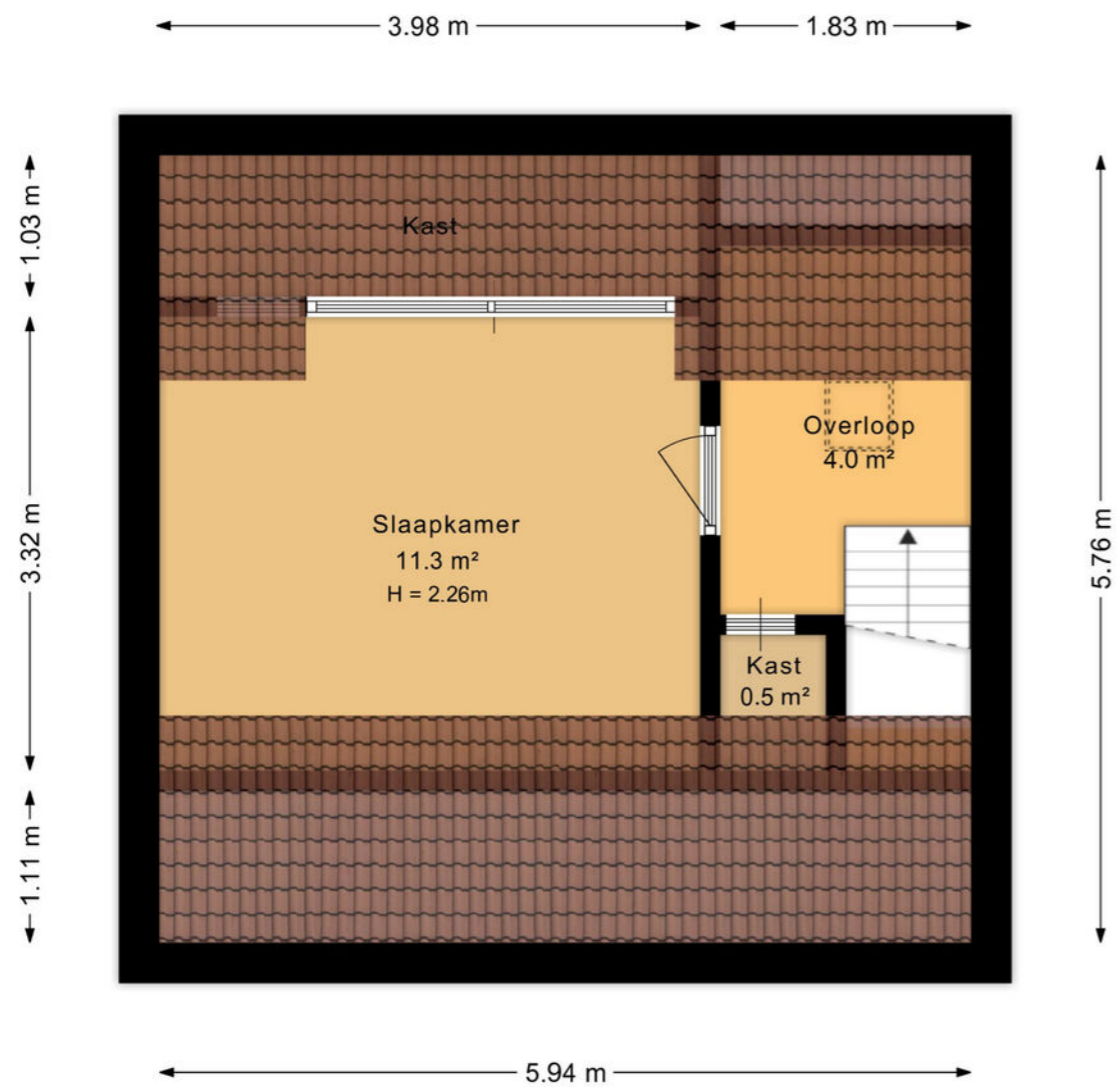 3.98 m
1.83 m
1.03 m
Kast
3.32 m
5.76 m
Overloop
4.0 m²
Slaapkamer
11.3 m²
H = 2.26m
Kast
0.5 m²
1.11 m
5.94 m